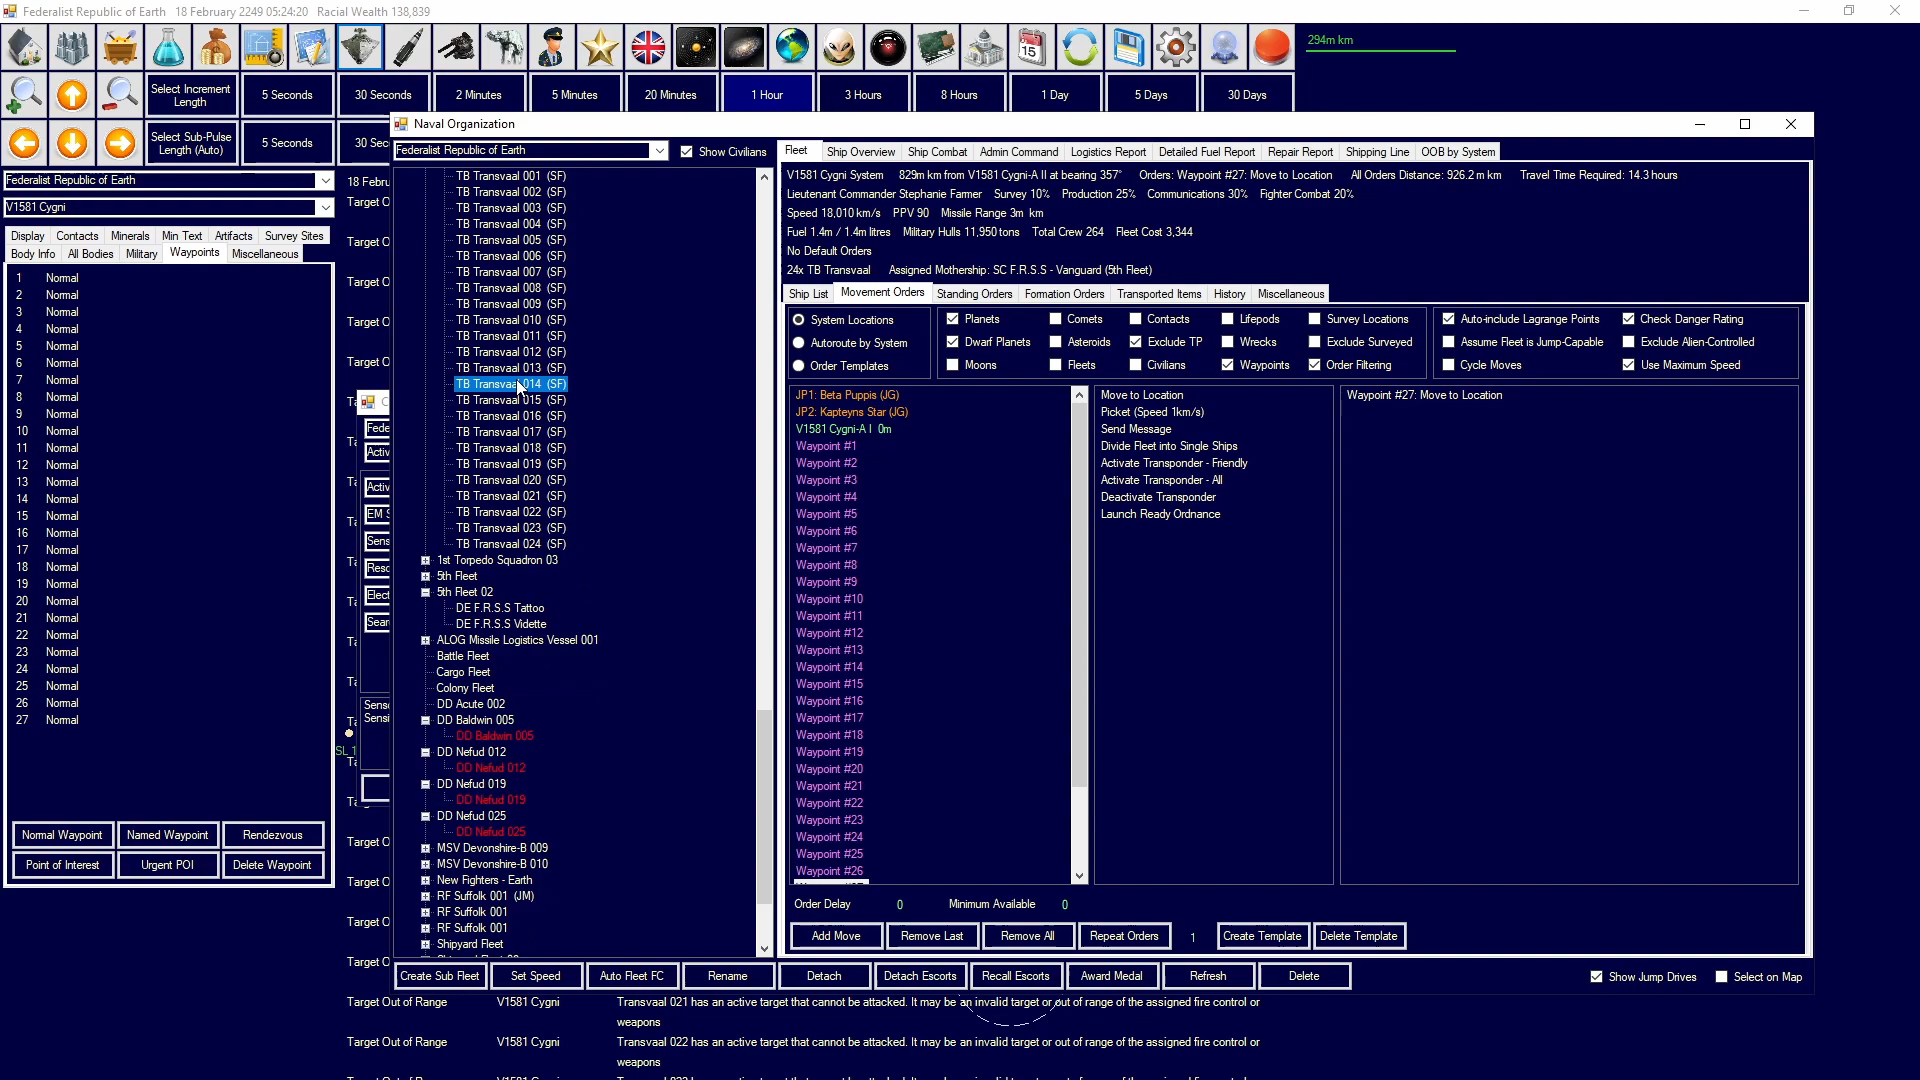 Federalist Republic of Earth   18 February 2249 05:24:20   Racial Wealth 138,839
294m km
Select Increment Length
5 Seconds
30 Seconds
2 Minutes
5 Minutes
20 Minutes
1 Hour
3 Hours
8 Hours
1 Day
5 Days
30 Days
Select Sub-Pulse Length (Auto)
5 Seconds
30 Sec
Naval Organization
Federalist Republic of Earth
V1581 Cygni
Display   Contacts   Minerals   Min Text   Artifacts   Survey Sites
Body Info   All Bodies   Military   Waypoints   Miscellaneous
1   Normal
2   Normal
3   Normal
4   Normal
5   Normal
6   Normal
7   Normal
8   Normal
9   Normal
10   Normal
11   Normal
12   Normal
13   Normal
14   Normal
15   Normal
16   Normal
17   Normal
18   Normal
19   Normal
20   Normal
21   Normal
22   Normal
23   Normal
24   Normal
25   Normal
26   Normal
27   Normal
Normal Waypoint   Named Waypoint   Rendezvous
Point of Interest   Urgent POI   Delete Waypoint
18 Febru
Target O
Target O
Target O
Target O
Target O
SL 1
Target O
Target O
Target O
Target O
Fede
Activ
Activ
EM S
Sens
Reso
Elect
Sear
Senso
Sensi
Federalist Republic of Earth
Show Civilians
TB Transvaal 001 (SF)
TB Transvaal 002 (SF)
TB Transvaal 003 (SF)
TB Transvaal 004 (SF)
TB Transvaal 005 (SF)
TB Transvaal 006 (SF)
TB Transvaal 007 (SF)
TB Transvaal 008 (SF)
TB Transvaal 009 (SF)
TB Transvaal 010 (SF)
TB Transvaal 011 (SF)
TB Transvaal 012 (SF)
TB Transvaal 013 (SF)
TB Transvaal 014 (SF)
TB Transvaal 015 (SF)
TB Transvaal 016 (SF)
TB Transvaal 017 (SF)
TB Transvaal 018 (SF)
TB Transvaal 019 (SF)
TB Transvaal 020 (SF)
TB Transvaal 021 (SF)
TB Transvaal 022 (SF)
TB Transvaal 023 (SF)
TB Transvaal 024 (SF)
1st Torpedo Squadron 03
5th Fleet
5th Fleet 02
DE F.R.S.S Tattoo
DE F.R.S.S Vidette
ALOG Missile Logistics Vessel 001
Battle Fleet
Cargo Fleet
Colony Fleet
DD Acute 002
DD Baldwin 005
DD Baldwin 005
DD Nefud 012
DD Nefud 012
DD Nefud 019
DD Nefud 019
DD Nefud 025
DD Nefud 025
MSV Devonshire-B 009
MSV Devonshire-B 010
New Fighters - Earth
RF Suffolk 001 (JM)
RF Suffolk 001
RF Suffolk 001
Shipyard Fleet
Fleet   Ship Overview   Ship Combat   Admin Command   Logistics Report   Detailed Fuel Report   Repair Report   Shipping Line   OOB by System
V1581 Cygni System   829m km from V1581 Cygni-A II at bearing 357°   Orders: Waypoint #27: Move to Location   All Orders Distance: 926.2 m km   Travel Time Required: 14.3 hours
Lieutenant Commander Stephanie Farmer   Survey 10%   Production 25%   Communications 30%   Fighter Combat 20%
Speed 18,010 km/s   PPV 90   Missile Range 3m km
Fuel 1.4m / 1.4m litres   Military Hulls 11,950 tons   Total Crew 264   Fleet Cost 3,344
No Default Orders
24x TB Transvaal   Assigned Mothership: SC F.R.S.S - Vanguard (5th Fleet)
Ship List   Movement Orders   Standing Orders   Formation Orders   Transported Items   History   Miscellaneous
System Locations   Planets   Comets   Contacts   Lifepods   Survey Locations   Auto-include Lagrange Points   Check Danger Rating
Autoroute by System   Dwarf Planets   Asteroids   Exclude TP   Wrecks   Exclude Surveyed   Assume Fleet is Jump-Capable   Exclude Alien-Controlled
Order Templates   Moons   Fleets   Civilians   Waypoints   Order Filtering   Cycle Moves   Use Maximum Speed
JP1: Beta Puppis (JG)
JP2: Kapteyns Star (JG)
V1581 Cygni-A I  0m
Waypoint #1
Waypoint #2
Waypoint #3
Waypoint #4
Waypoint #5
Waypoint #6
Waypoint #7
Waypoint #8
Waypoint #9
Waypoint #10
Waypoint #11
Waypoint #12
Waypoint #13
Waypoint #14
Waypoint #15
Waypoint #16
Waypoint #17
Waypoint #18
Waypoint #19
Waypoint #20
Waypoint #21
Waypoint #22
Waypoint #23
Waypoint #24
Waypoint #25
Waypoint #26
Move to Location
Picket (Speed 1km/s)
Send Message
Divide Fleet into Single Ships
Activate Transponder - Friendly
Activate Transponder - All
Deactivate Transponder
Launch Ready Ordnance
Waypoint #27: Move to Location
Order Delay   0   Minimum Available   0
Add Move   Remove Last   Remove All   Repeat Orders   1   Create Template   Delete Template
Create Sub Fleet   Set Speed   Auto Fleet FC   Rename   Detach   Detach Escorts   Recall Escorts   Award Medal   Refresh   Delete   Show Jump Drives   Select on Map
Target Out of Range   V1581 Cygni   Transvaal 021 has an active target that cannot be attacked. It may be an invalid target or out of range of the assigned fire control or
weapons
Target Out of Range   V1581 Cygni   Transvaal 022 has an active target that cannot be attacked. It may be an invalid target or out of range of the assigned fire control or
weapons